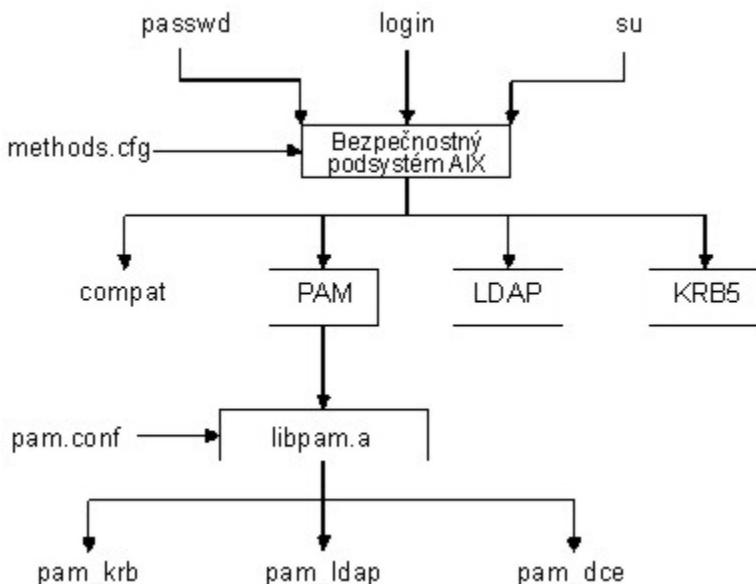 passwd login su
methods.cfg
Bezpečnostný
podsystém AIX
compat PAM LDAP KRB5
pam.conf libpam.a
pam_krb pam_ldap pam_dce